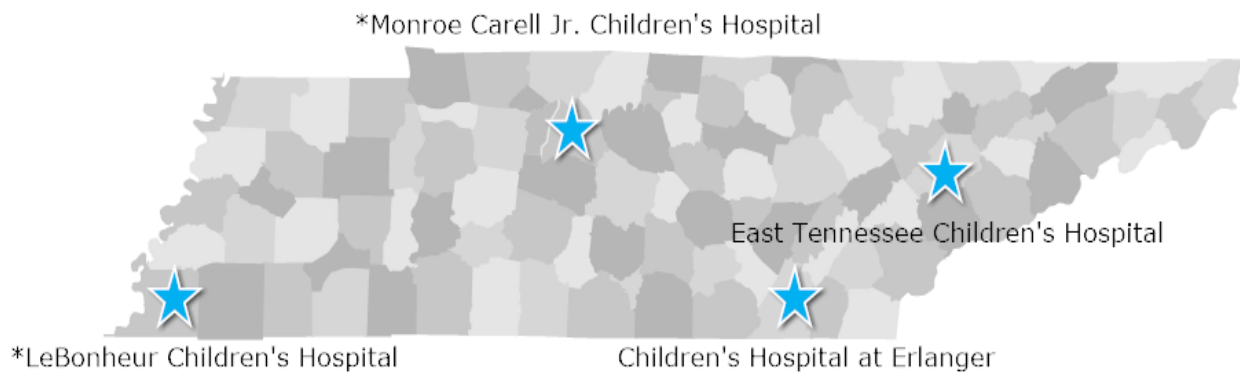 *Monroe Carell Jr. Children's Hospital
East Tennessee Children's Hospital
*LeBonheur Children's Hospital
Children's Hospital at Erlanger